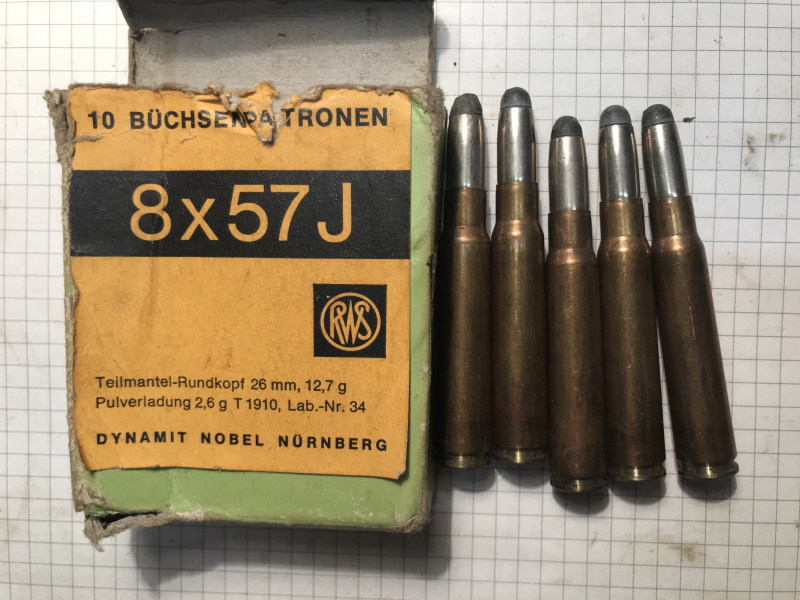 10 BÜCHSENPATRONEN
8x57J
RWS
Teilmantel-Rundkopf 26 mm, 12,7 g
Pulverladung 2,6 g T 1910, Lab.-Nr. 34
DYNAMIT NOBEL NÜRNBERG